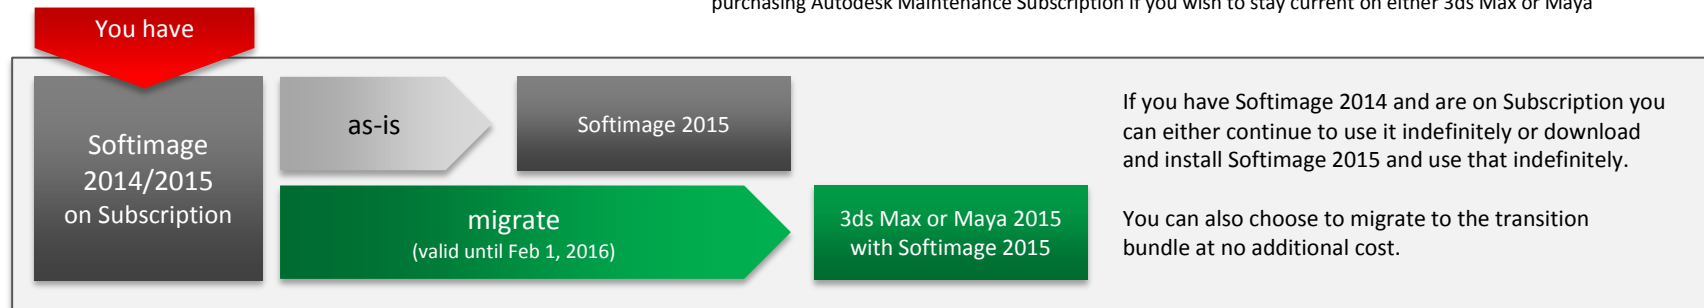 purchasing Autodesk Maintenance Subscription if you wish to stay current on either 3ds Max or Maya
You have
Softimage
2014/2015
on Subscription
as-is
Softimage 2015
migrate
(valid until Feb 1, 2016)
3ds Max or Maya 2015
with Softimage 2015
If you have Softimage 2014 and are on Subscription you
can either continue to use it indefinitely or download
and install Softimage 2015 and use that indefinitely.
You can also choose to migrate to the transition
bundle at no additional cost.